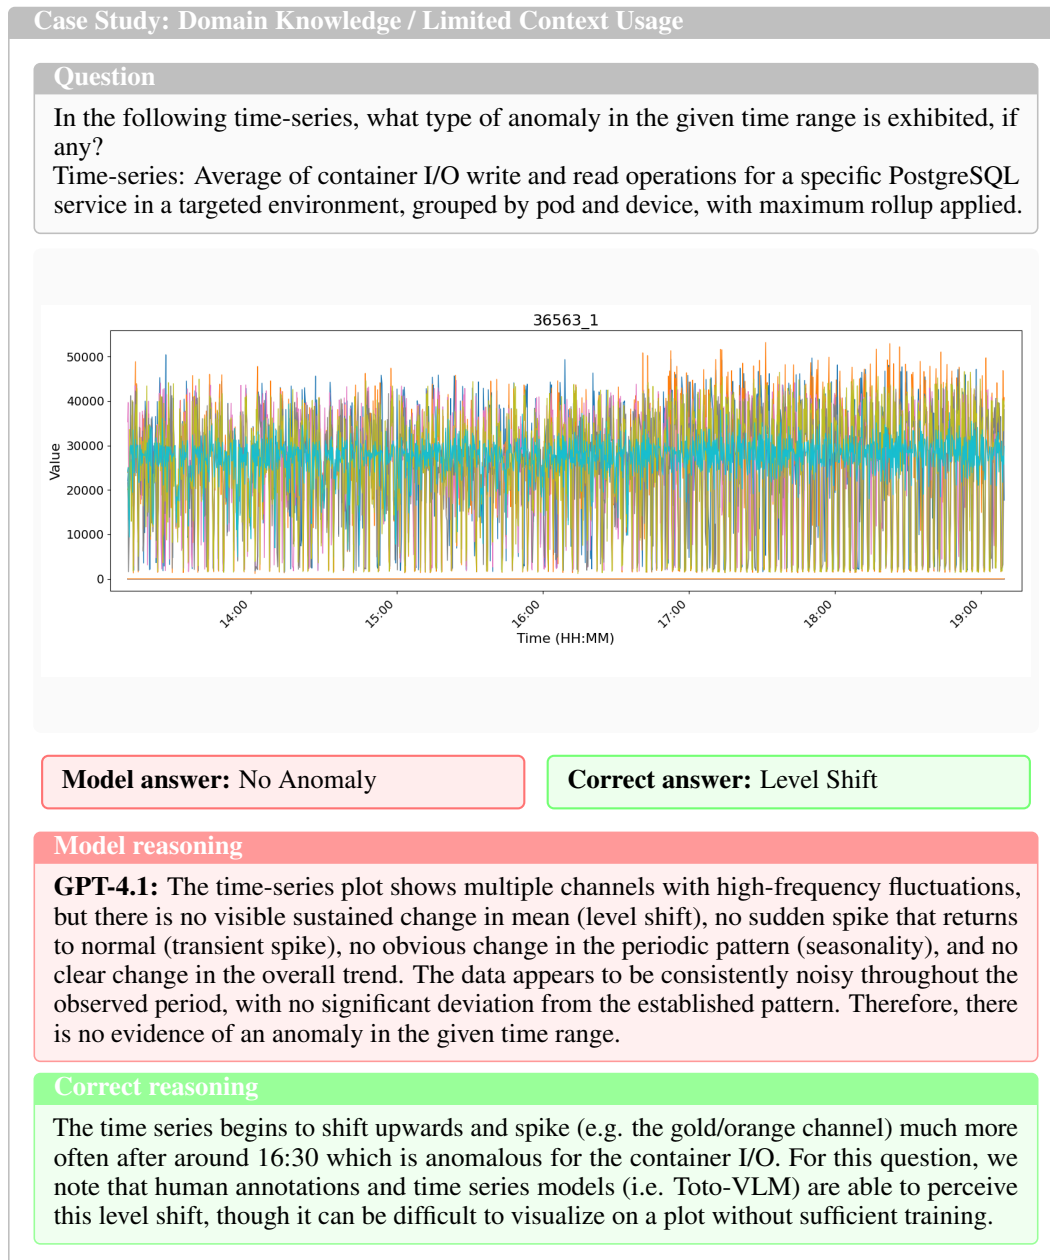 Case Study: Domain Knowledge / Limited Context Usage
Question
In the following time-series, what type of anomaly in the given time range is exhibited, if
any?
Time-series: Average of container I/O write and read operations for a specific PostgreSQL
service in a targeted environment, grouped by pod and device, with maximum rollup applied.
36563_1
50000
40000
30000
20000
10000
0
Value
14:00
15:00
16:00
17:00
18:00
19:00
Time (HH:MM)
Model answer: No Anomaly
Correct answer: Level Shift
Model reasoning
GPT-4.1: The time-series plot shows multiple channels with high-frequency fluctuations,
but there is no visible sustained change in mean (level shift), no sudden spike that returns
to normal (transient spike), no obvious change in the periodic pattern (seasonality), and no
clear change in the overall trend. The data appears to be consistently noisy throughout the
observed period, with no significant deviation from the established pattern. Therefore, there
is no evidence of an anomaly in the given time range.
Correct reasoning
The time series begins to shift upwards and spike (e.g. the gold/orange channel) much more
often after around 16:30 which is anomalous for the container I/O. For this question, we
note that human annotations and time series models (i.e. Toto-VLM) are able to perceive
this level shift, though it can be difficult to visualize on a plot without sufficient training.